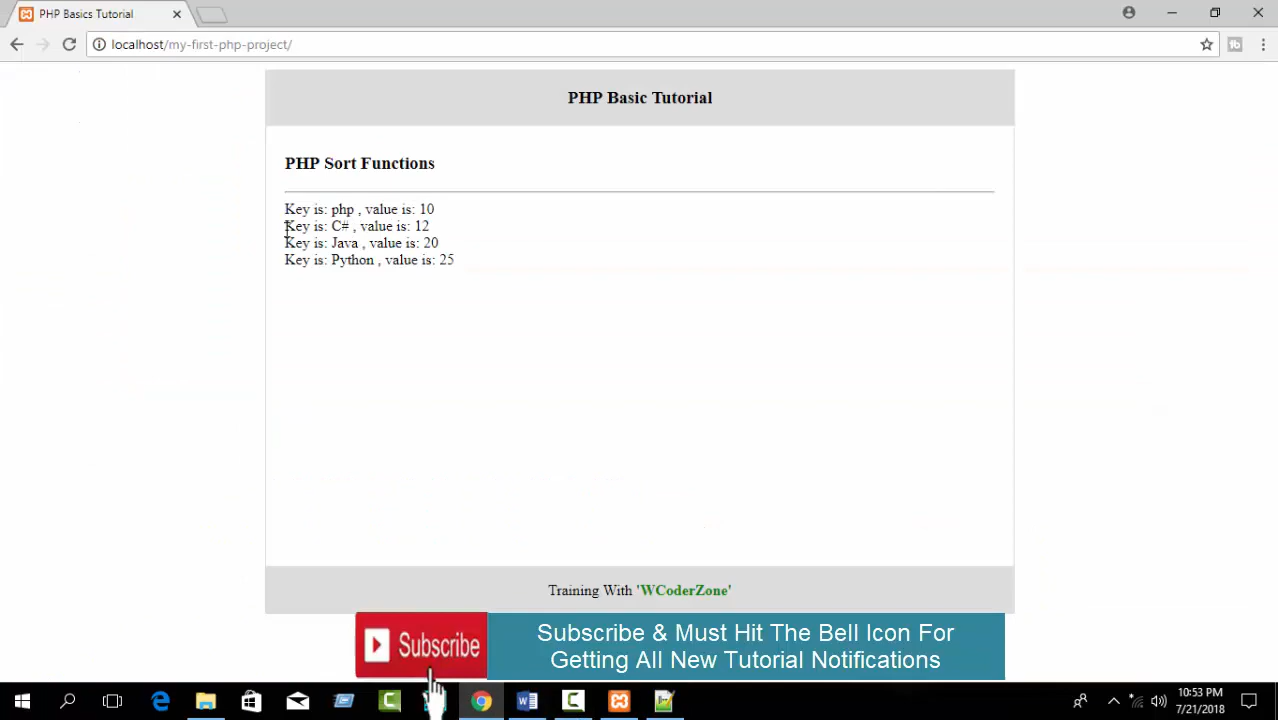 PHP Basics Tutorial
localhost/my-first-php-project/
PHP Basic Tutorial
PHP Sort Functions
Key is: php , value is: 10
Key is: C# , value is: 12
Key is: Java , value is: 20
Key is: Python , value is: 25
Training With 'WCoderZone'
Subscribe
Subscribe & Must Hit The Bell Icon For
Getting All New Tutorial Notifications
10:53 PM
7/21/2018